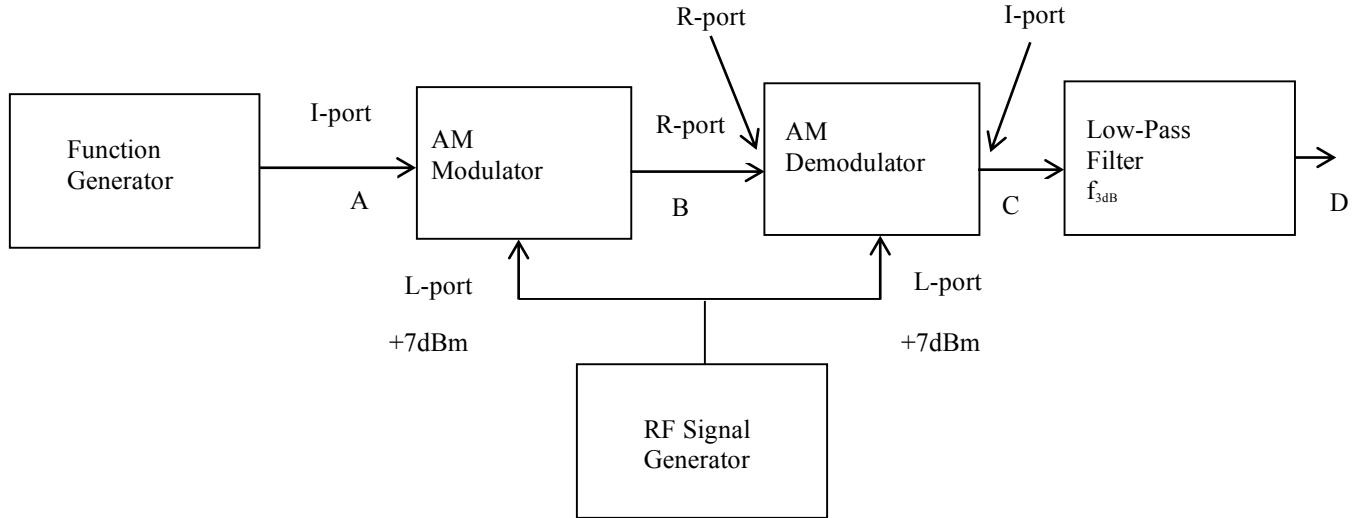 R-port
I-port
Function
Generator
I-port
A
AM
Modulator
R-port
B
AM
Demodulator
C
Low-Pass
Filter
f3dB
D
L-port
+7dBm
L-port
+7dBm
RF Signal
Generator